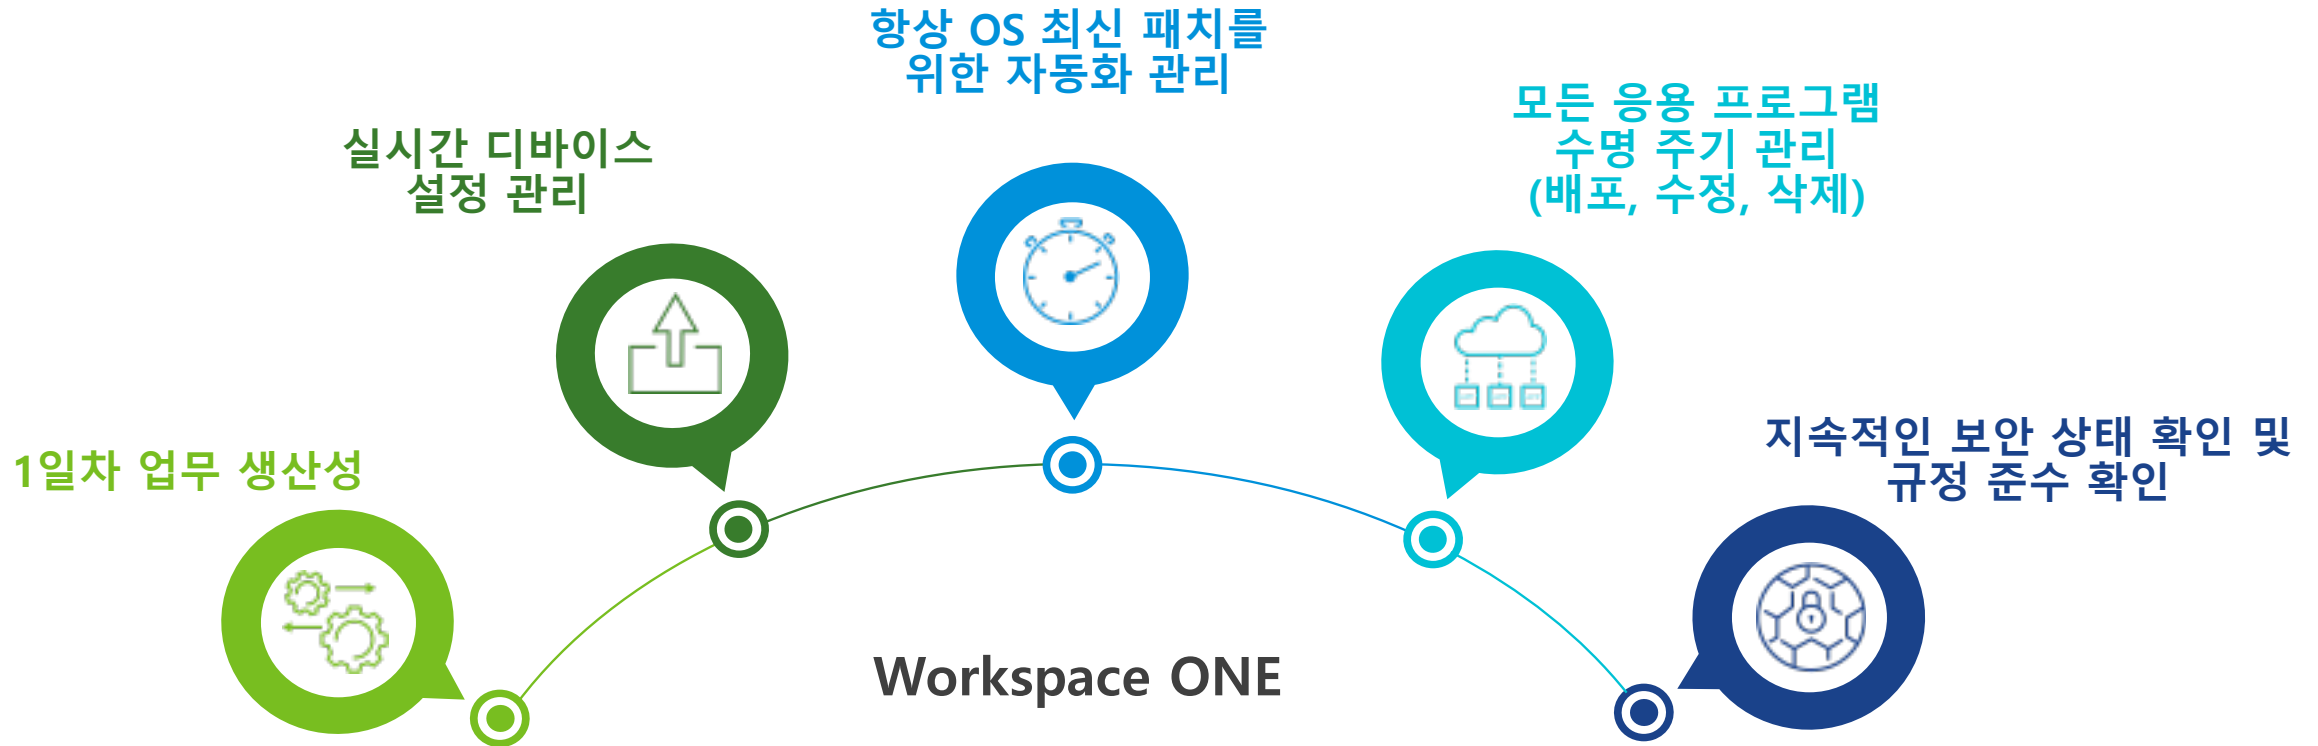 1일차 업무 생산성
실시간 디바이스
설정 관리
항상 OS 최신 패치를
위한 자동화 관리
모든 응용 프로그램
수명 주기 관리
(배포, 수정, 삭제)
지속적인 보안 상태 확인 및
규정 준수 확인
Workspace ONE